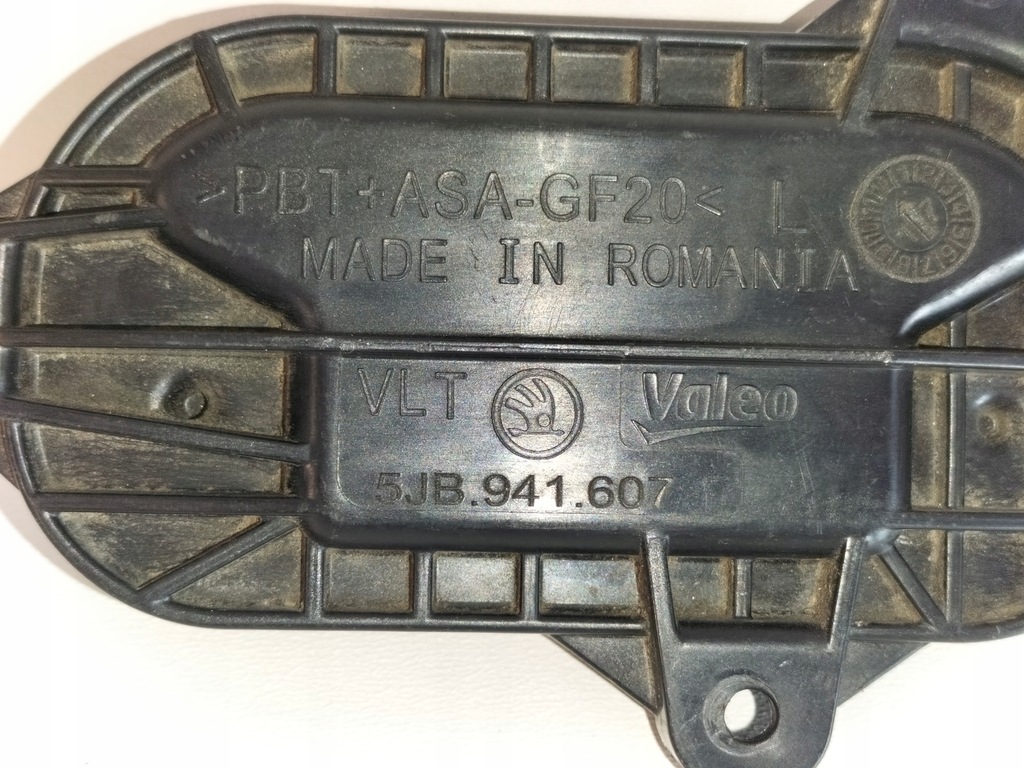 >PBT+ASA-GF20< L
MADE IN ROMANIA
VLT Valeo
5JB.941.607